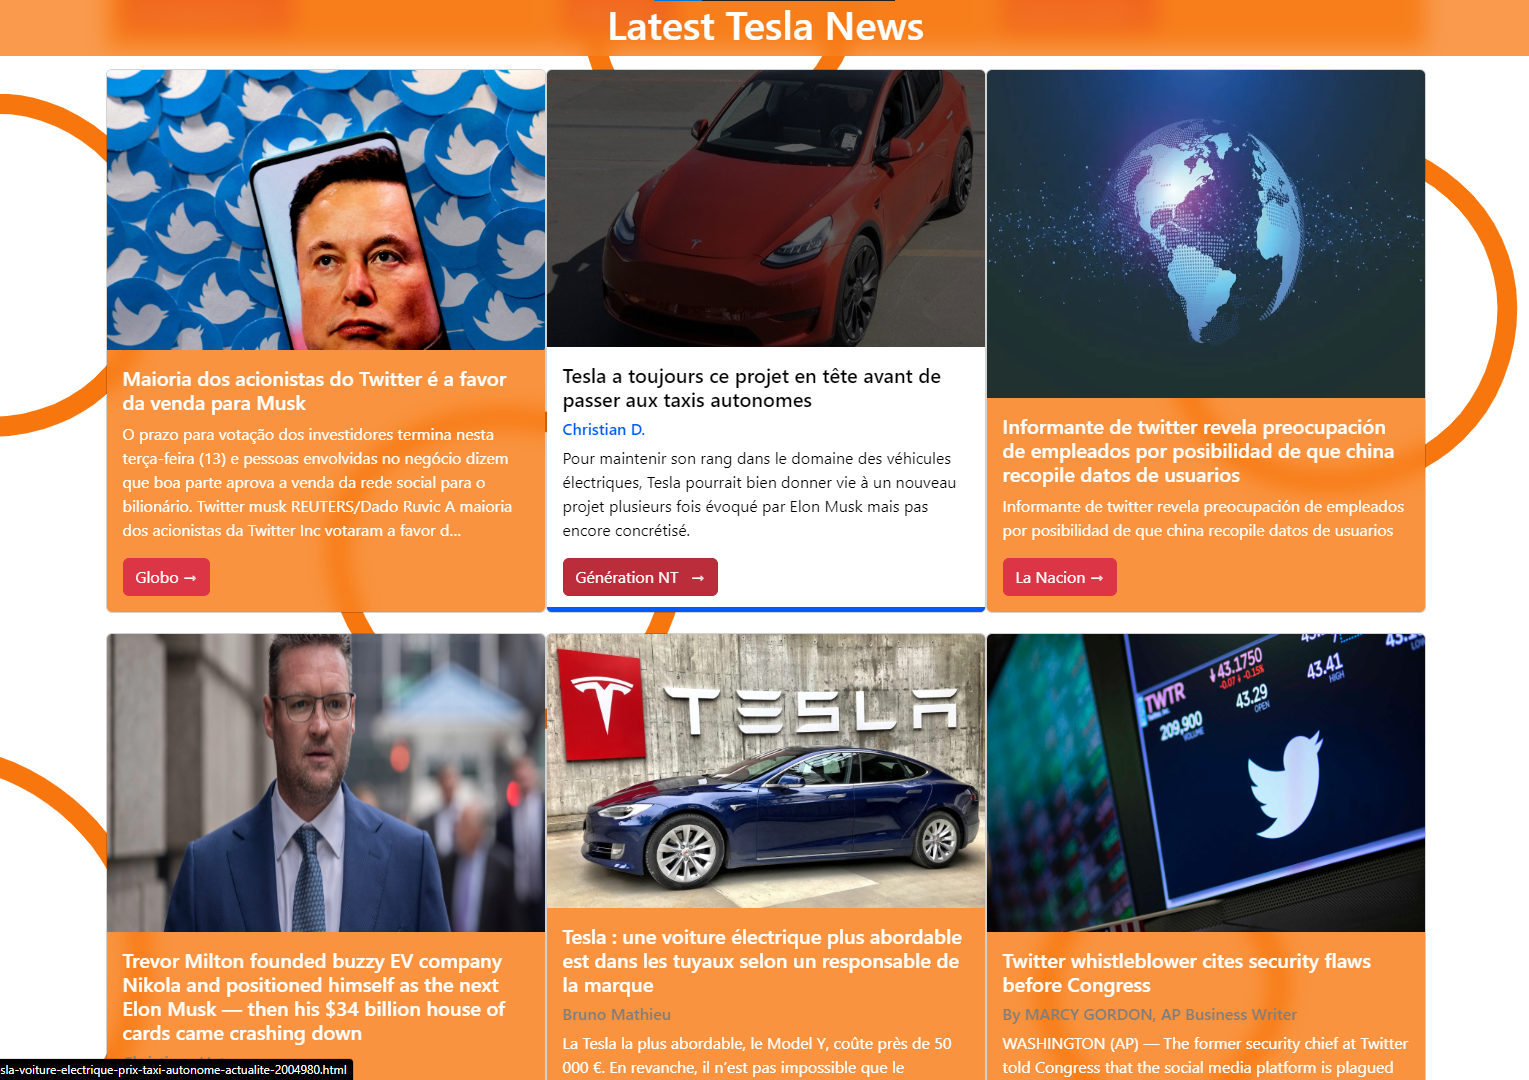 Latest Tesla News
Maioria dos acionistas do Twitter é a favor
da venda para Musk
O prazo para votação dos investidores termina nesta
terça-feira (13) e pessoas envolvidas no negócio dizem
que boa parte aprova a venda da rede social para o
bilionário. Twitter musk REUTERS/Dado Ruvic A maioria
dos acionistas da Twitter Inc votaram a favor d...
Globo →
Tesla a toujours ce projet en tête avant de
passer aux taxis autonomes
Christian D.
Pour maintenir son rang dans le domaine des véhicules
électriques, Tesla pourrait bien donner vie à un nouveau
projet plusieurs fois évoqué par Elon Musk mais pas
encore concrétisé.
Génération NT →
Informante de twitter revela preocupación
de empleados por posibilidad de que china
recopile datos de usuarios
Informante de twitter revela preocupación de empleados
por posibilidad de que china recopile datos de usuarios
La Nacion →
Trevor Milton founded buzzy EV company
Nikola and positioned himself as the next
Elon Musk — then his $34 billion house of
cards came crashing down
TESLA
Tesla : une voiture électrique plus abordable
est dans les tuyaux selon un responsable de
la marque
Bruno Mathieu
La Tesla la plus abordable, le Model Y, coûte près de 50
000 €. En revanche, il n'est pas impossible que le
TWTR
43.1750
-0.07 -0.15%
209,900
VOLUME
43.29
OPEN
43.41
HIGH
Twitter whistleblower cites security flaws
before Congress
By MARCY GORDON, AP Business Writer
WASHINGTON (AP) — The former security chief at Twitter
told Congress that the social media platform is plagued
sla-voiture-electrique-prix-taxi-autonome-actualite-2004980.html